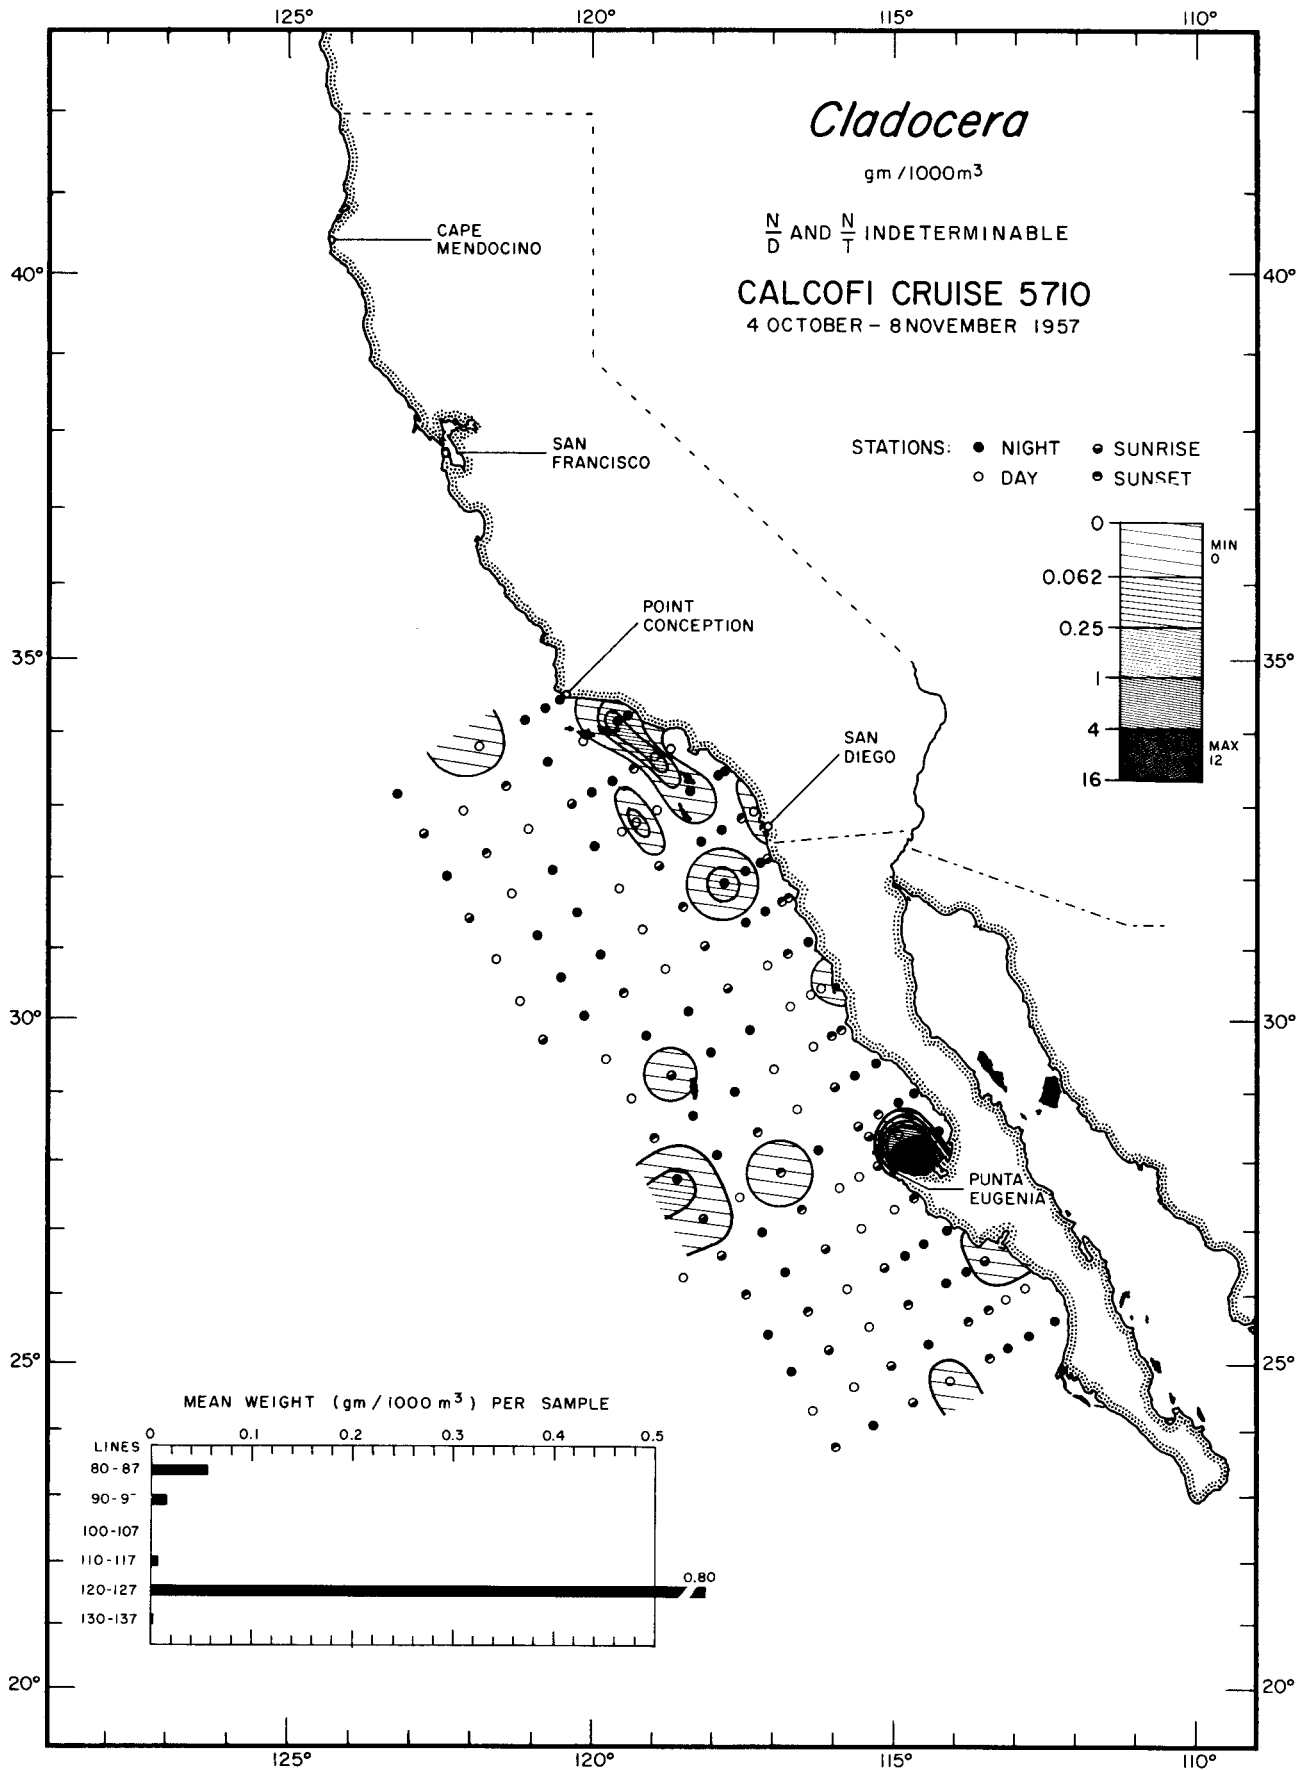 125° 120° 115° 110°
Cladocera
gm/1000m³
N/D AND N/T INDETERMINABLE
CALCOFI CRUISE 5710
4 OCTOBER – 8 NOVEMBER 1957
CAPE
MENDOCINO
40° 40°
SAN
FRANCISCO
STATIONS: NIGHT SUNRISE
DAY SUNSET
0
MIN
0
0.062
0.25
1
4
MAX
12
16
POINT
CONCEPTION
35° 35°
SAN
DIEGO
30° 30°
PUNTA
EUGENIA
25° 25°
MEAN WEIGHT (gm/1000 m³) PER SAMPLE
0 0.1 0.2 0.3 0.4 0.5
LINES
80-87
90-9
100-107
110-117
120-127 0.80
130-137
20° 20°
125° 120° 115° 110°